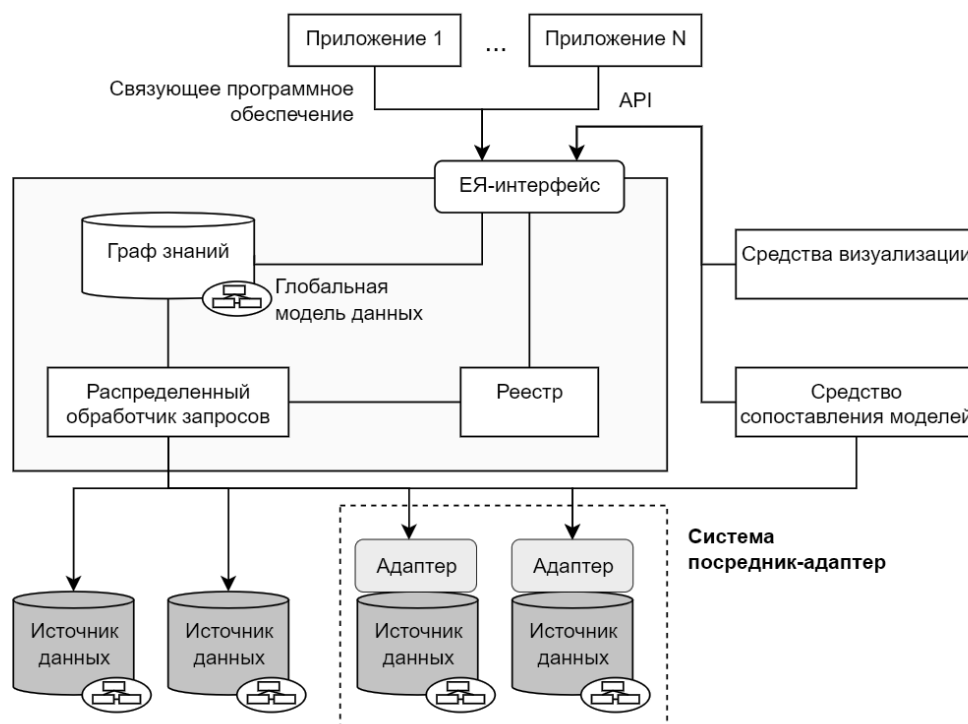 Приложение 1
...
Приложение N
Связующее программное
обеспечение
API
ЕЯ-интерфейс
Граф знаний
Средства визуализации
Глобальная
модель данных
Распределенный
обработчик запросов
Реестр
Средство
сопоставления моделей
Система
посредник-адаптер
Адаптер
Адаптер
Источник
данных
Источник
данных
Источник
данных
Источник
данных